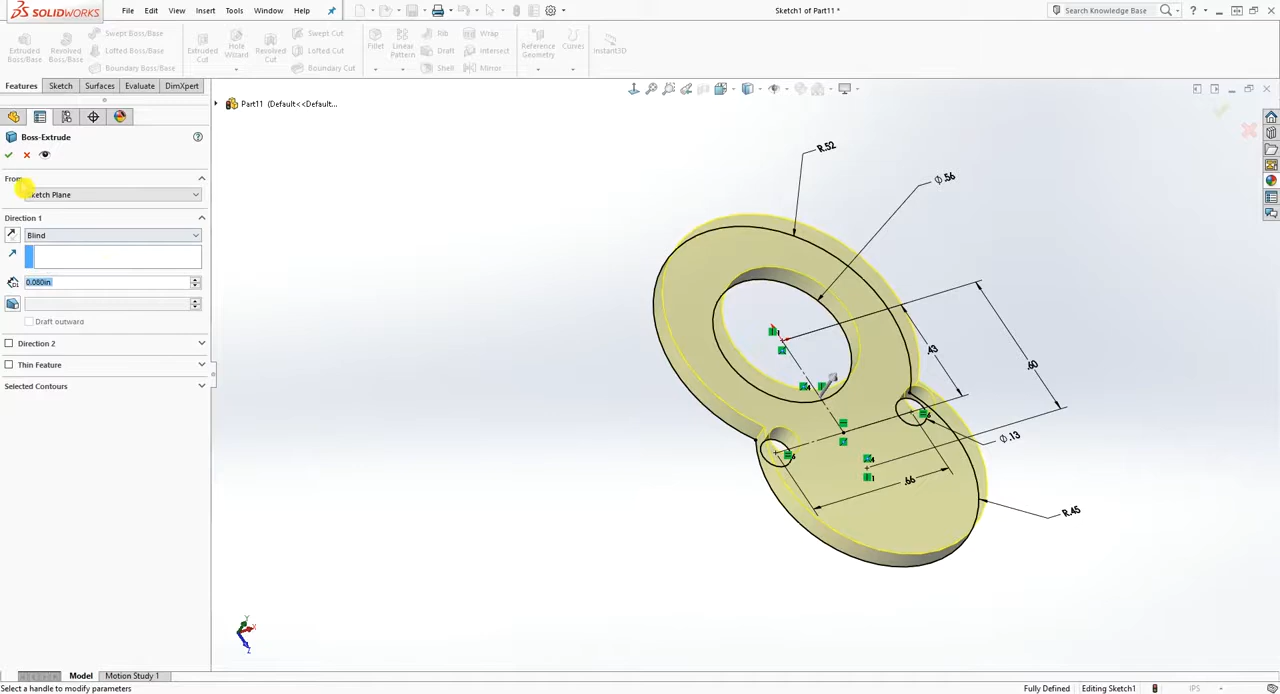 SOLIDWORKS File Edit View Insert Tools Window Help Sketch1 of Part11 * Search Knowledge Base ?
Extruded Boss/Base Revolved Boss/Base Swept Boss/Base Lofted Boss/Base Boundary Boss/Base Extruded Cut Hole Wizard Revolved Cut Swept Cut Lofted Cut Boundary Cut Fillet Linear Pattern Rib Draft Shell Wrap Intersect Mirror Reference Geometry Curves Instant3D
Features Sketch Surfaces Evaluate DimXpert
Part11 (Default<<Default...
Boss-Extrude
From
Sketch Plane
Direction 1
Blind
0.080in
Draft outward
Direction 2
Thin Feature
Selected Contours
R.52
Ø.56
.43
.60
Ø.13
.66
R.45
Y
X
Z
Model Motion Study 1
Select a handle to modify parameters Fully Defined Editing Sketch1 IPS